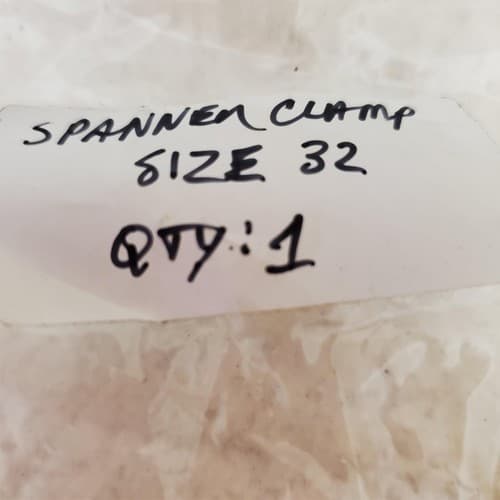 SPANNER CLAMP
SIZE 32
QTY: 1